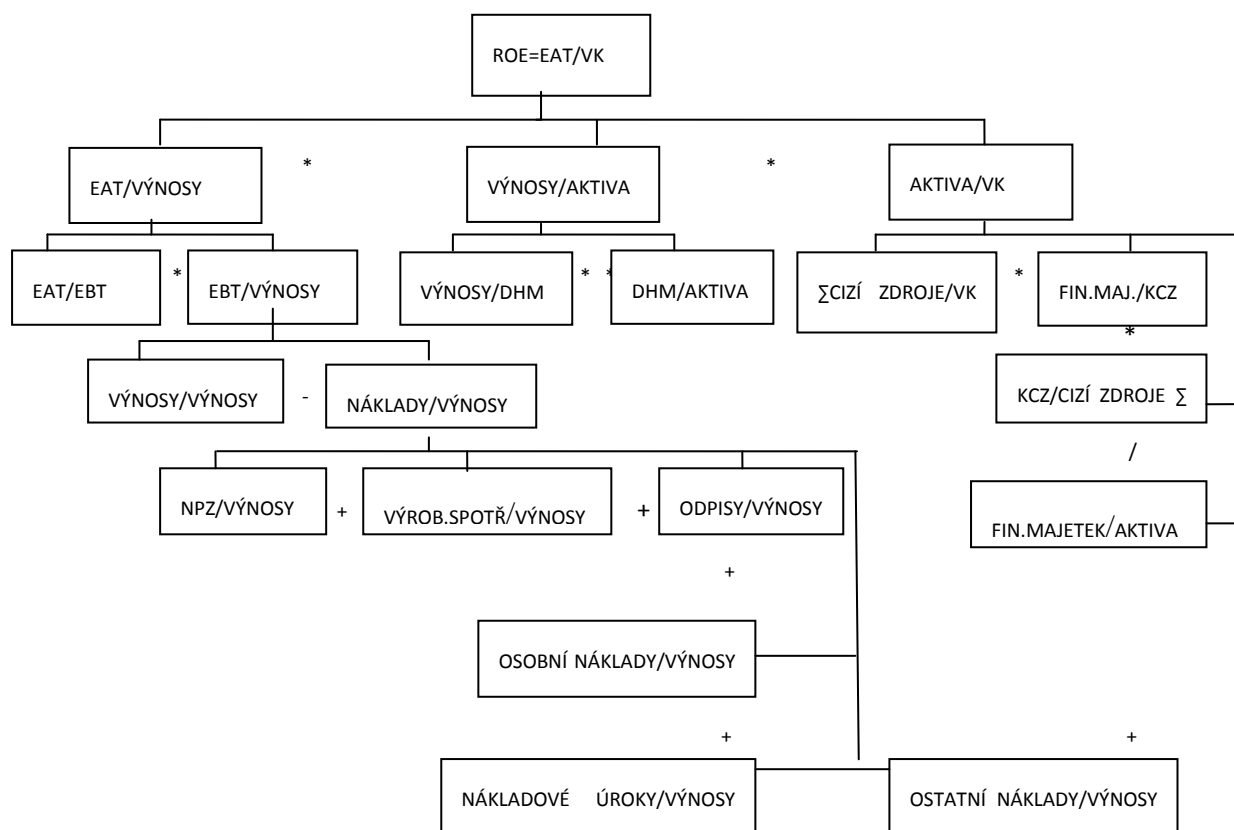 ROE=EAT/VK
EAT/VÝNOSY * VÝNOSY/AKTIVA * AKTIVA/VK
EAT/EBT * EBT/VÝNOSY VÝNOSY/DHM * * DHM/AKTIVA ∑CIZÍ ZDROJE/VK * FIN.MAJ./KCZ
*
VÝNOSY/VÝNOSY - NÁKLADY/VÝNOSY KCZ/CIZÍ ZDROJE ∑
/
NPZ/VÝNOSY + VÝROB.SPOTŘ/VÝNOSY + ODPISY/VÝNOSY FIN.MAJETEK/AKTIVA
+
OSOBNÍ NÁKLADY/VÝNOSY
+ +
NÁKLADOVÉ ÚROKY/VÝNOSY OSTATNÍ NÁKLADY/VÝNOSY